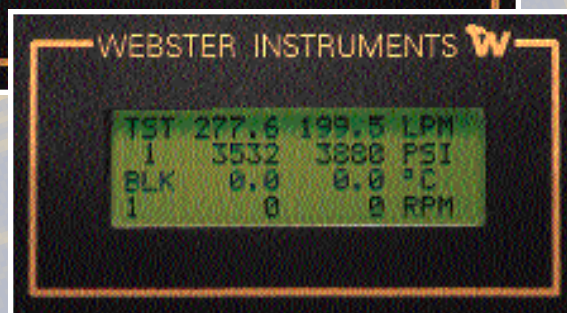 WEBSTER INSTRUMENTS
TST 277.6 199.5 LPM
1 3532 3880 PSI
BLK 0.0 0.0 °C
1 0 0 RPM